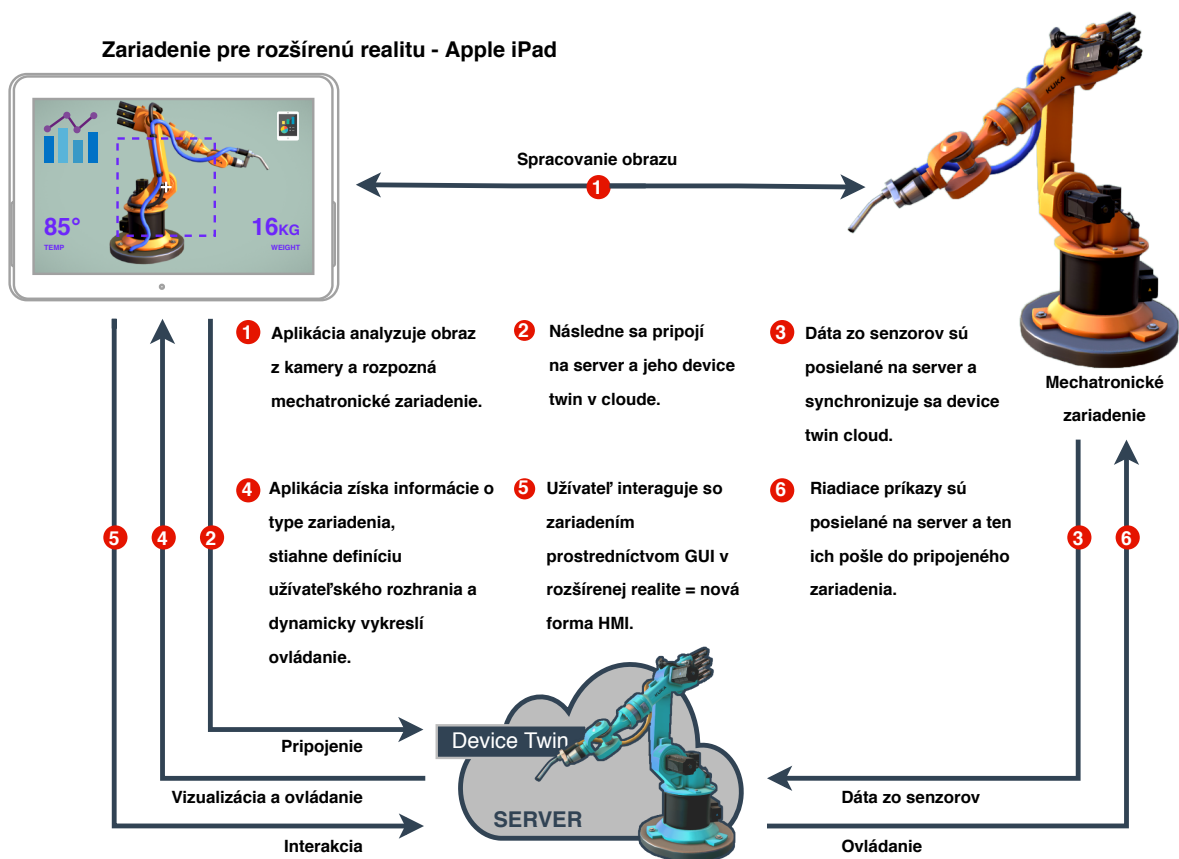 Zariadenie pre rozšírenú realitu - Apple iPad
85°
TEMP
16KG
WEIGHT
KUKA
Spracovanie obrazu
1
Mechatronické
zariadenie
1 Aplikácia analyzuje obraz
z kamery a rozpozná
mechatronické zariadenie.
2 Následne sa pripojí
na server a jeho device
twin v cloude.
3 Dáta zo senzorov sú
posielané na server a
synchronizuje sa device
twin cloud.
4 Aplikácia získa informácie o
type zariadenia,
stiahne definíciu
užívateľského rozhrania a
dynamicky vykreslí
ovládanie.
5 Užívateľ interaguje so
zariadením
prostredníctvom GUI v
rozšírenej realite = nová
forma HMI.
6 Riadiace príkazy sú
posielané na server a ten
ich pošle do pripojeného
zariadenia.
5
4
2
3
6
Pripojenie
Vizualizácia a ovládanie
Interakcia
Device Twin
KUKA
SERVER
Dáta zo senzorov
Ovládanie